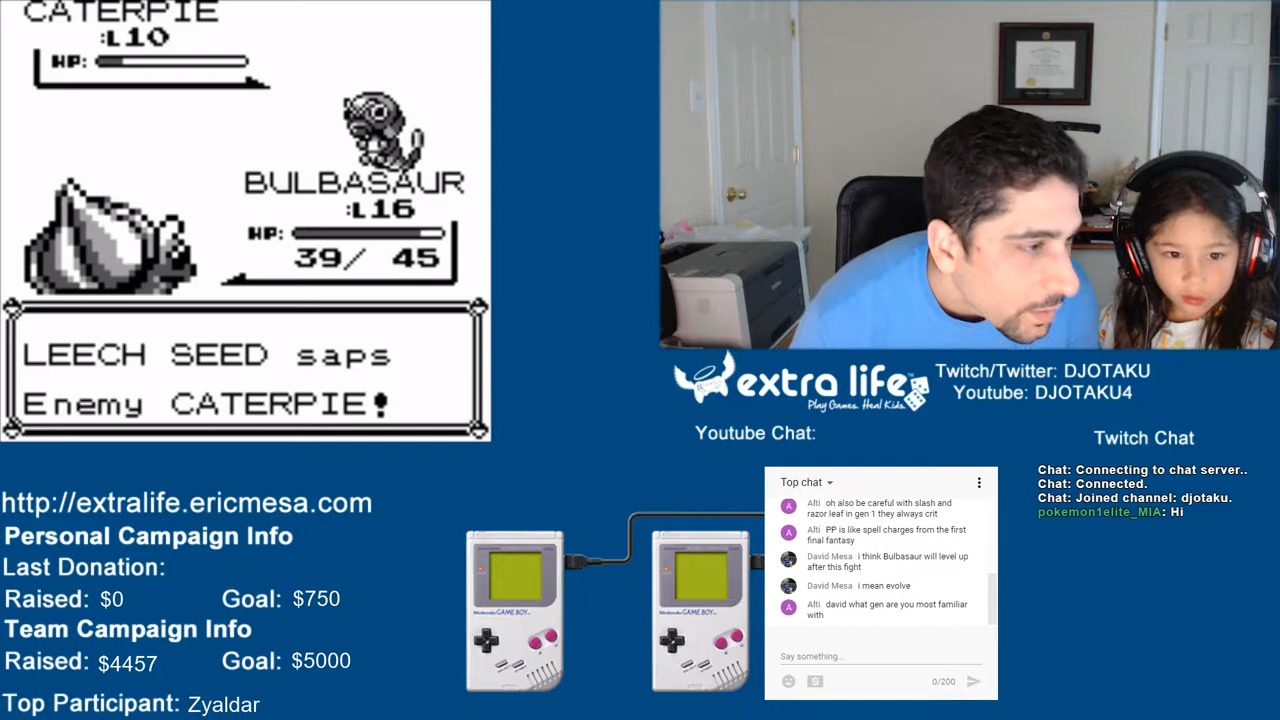 CATERPIE
:L10
HP:
BULBASAUR
:L16
HP:
39/ 45
LEECH SEED saps
Enemy CATERPIE!
extra life
Play Games. Heal Kids.
Twitch/Twitter: DJOTAKU
Youtube: DJOTAKU4
Youtube Chat:
Twitch Chat
Top chat
Alti oh also be careful with slash and
razor leaf in gen 1 they always crit
Alti PP is like spell charges from the first
final fantasy
David Mesa i think Bulbasaur will level up
after this fight
David Mesa i mean evolve
Alti david what gen are you most familiar
with
Say something...
0/200
Chat: Connecting to chat server..
Chat: Connected.
Chat: Joined channel: djotaku.
pokemon1elite_MIA: Hi
http://extralife.ericmesa.com
Personal Campaign Info
Last Donation:
Raised: $0 Goal: $750
Team Campaign Info
Raised: $4457 Goal: $5000
Top Participant: Zyaldar
Nintendo GAME BOY
Nintendo GAME BOY